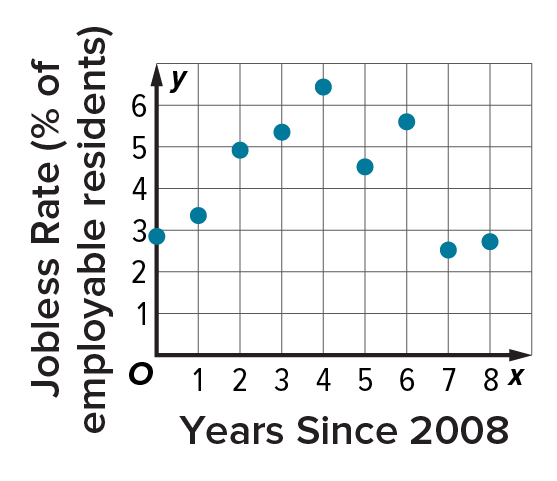 Jobless Rate (% of
employable residents)
y
6
5
4
3
2
1
O
1 2 3 4 5 6 7 8 x
Years Since 2008